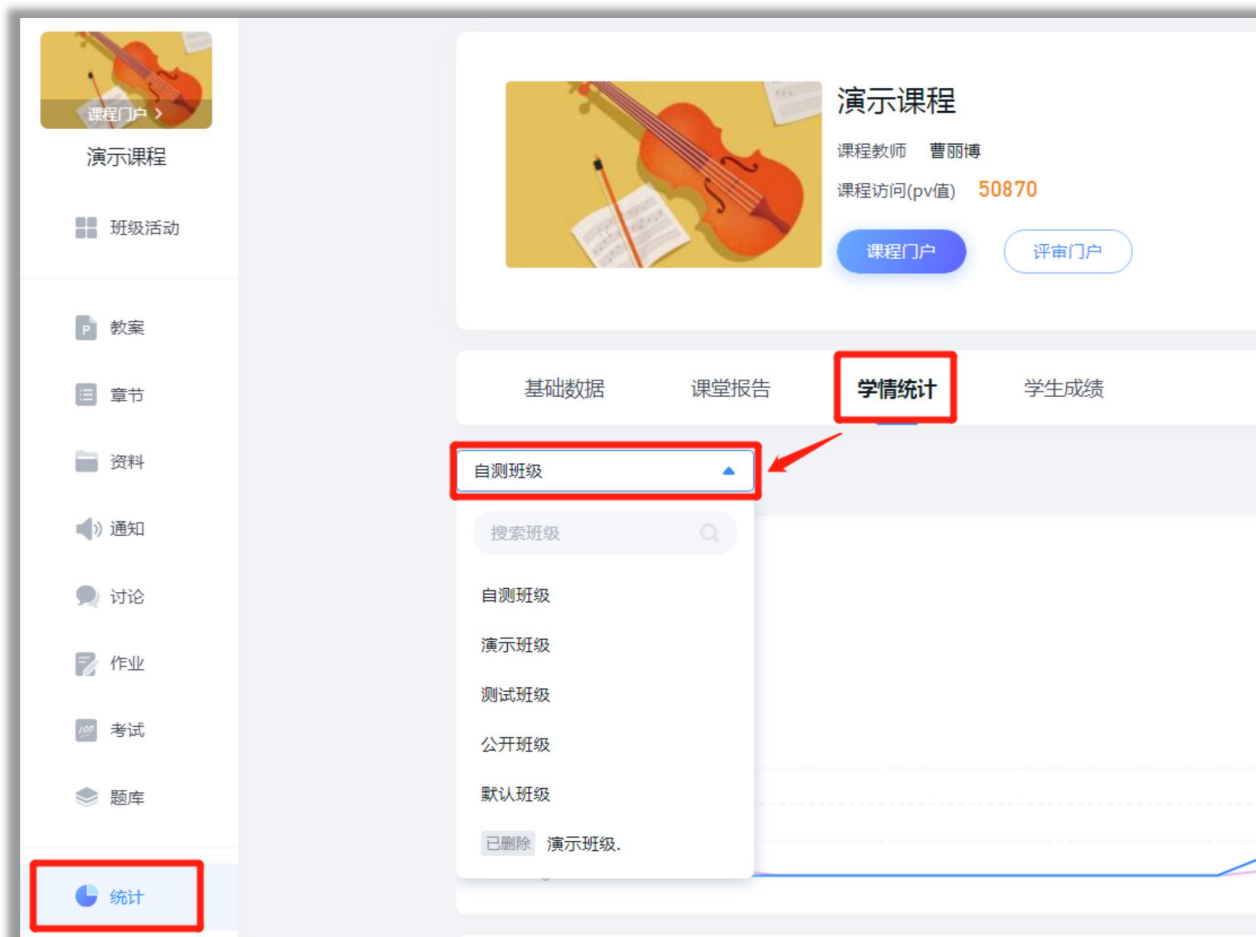 课程门户 >
演示课程
班级活动
教案
章节
资料
通知
讨论
作业
考试
题库
统计
演示课程
课程教师 曹丽博
课程访问(pv值) 50870
课程门户 评审门户
基础数据 课堂报告 学情统计 学生成绩
自测班级
搜索班级
自测班级
演示班级
测试班级
公开班级
默认班级
已删除 演示班级.